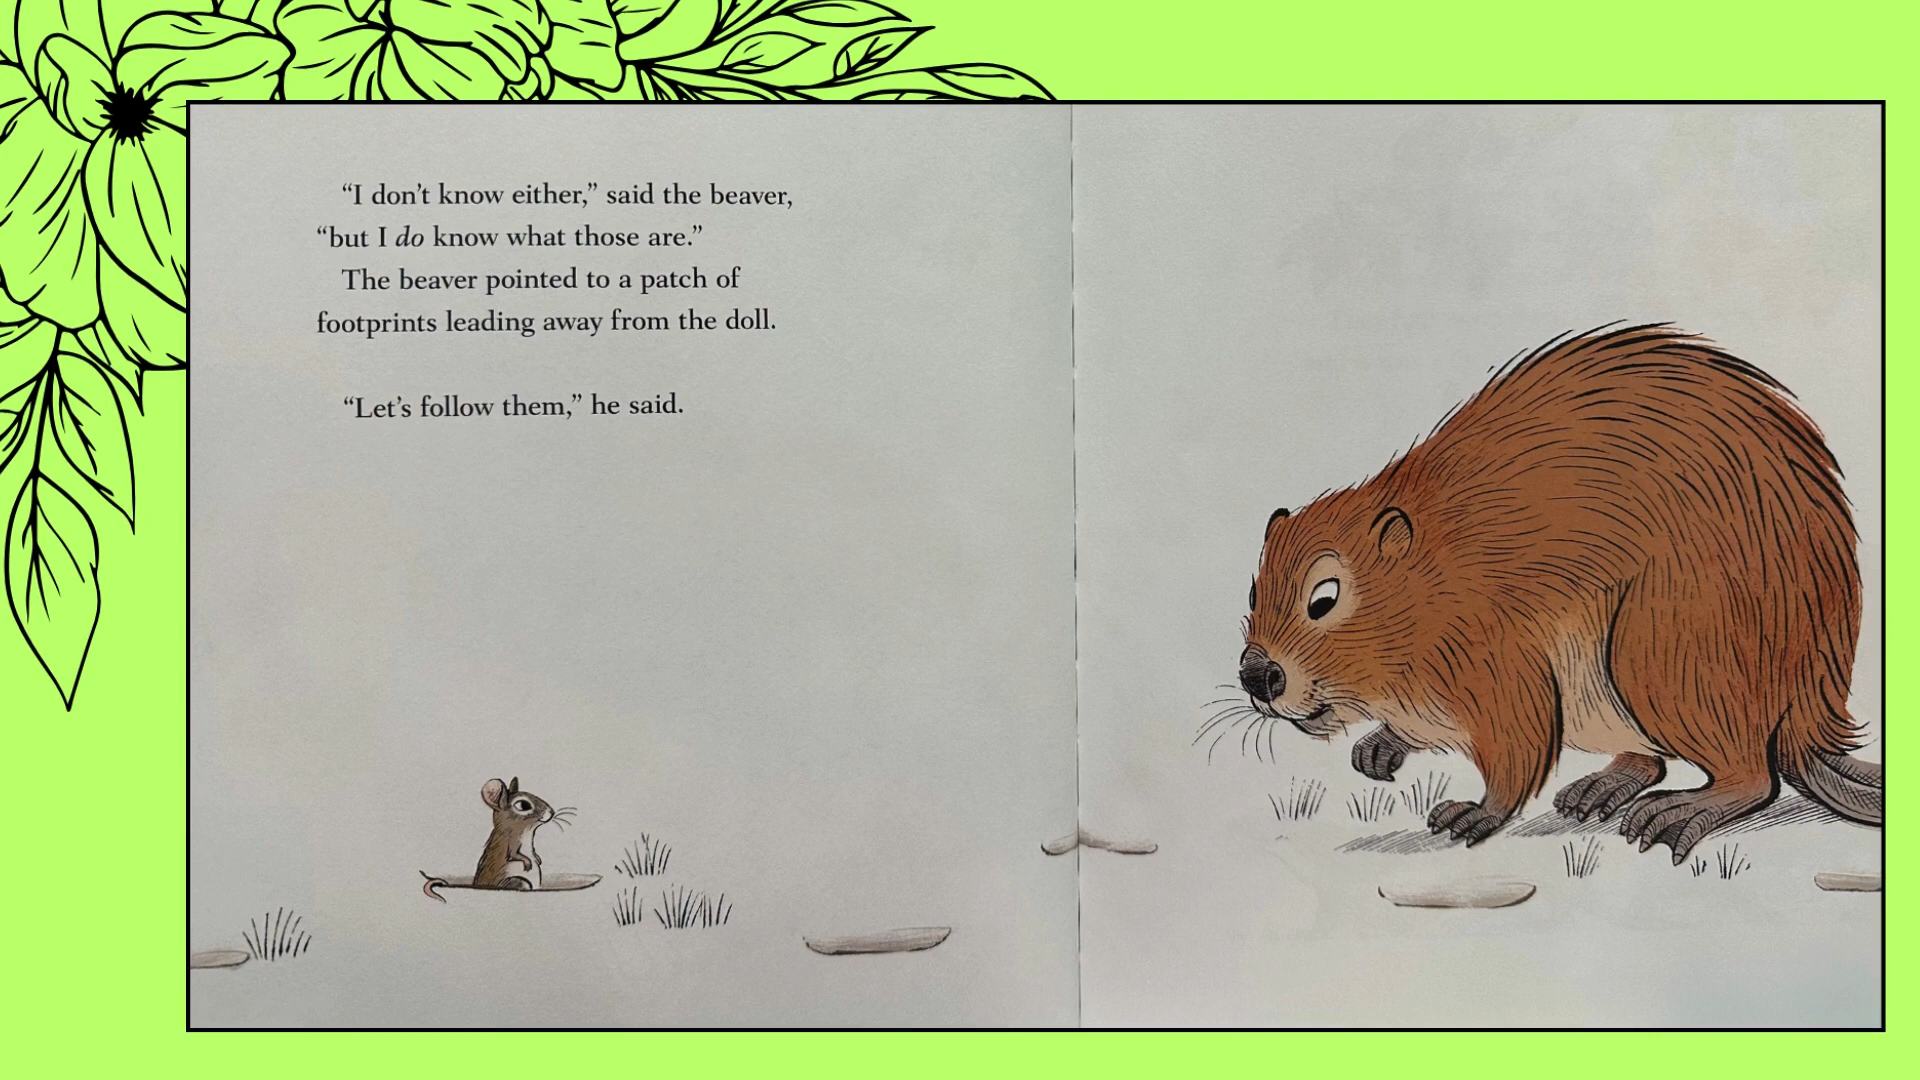 “I don’t know either,” said the beaver,
“but I do know what those are.”
The beaver pointed to a patch of
footprints leading away from the doll.
“Let’s follow them,” he said.